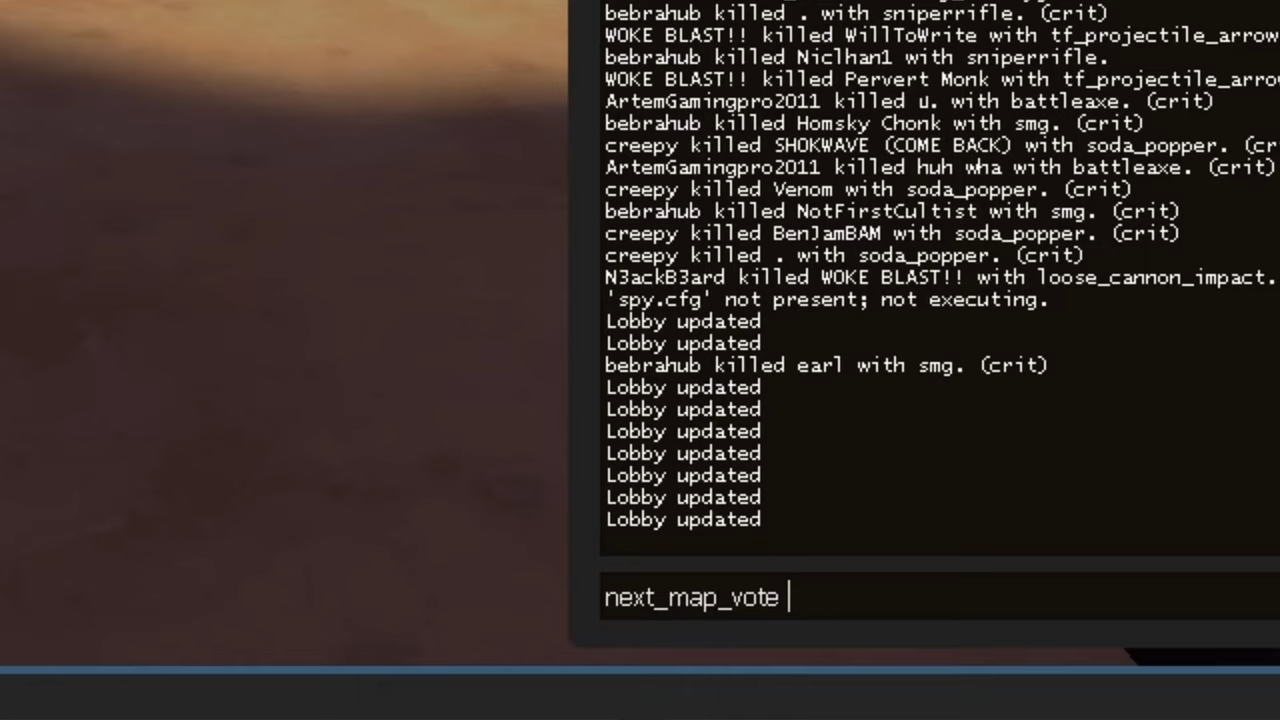 bebrahub killed . with sniperrifle. (crit)
WOKE BLAST!! killed WillToWrite with tf_projectile_arrow
bebrahub killed Niclhan1 with sniperrifle.
WOKE BLAST!! killed Pervert Monk with tf_projectile_arro
ArtemGamingpro2011 killed u. with battleaxe. (crit)
bebrahub killed Homsky Chonk with smg. (crit)
creepy killed SHOKWAVE (COME BACK) with soda_popper. (cr
ArtemGamingpro2011 killed huh wha with battleaxe. (crit)
creepy killed Venom with soda_popper. (crit)
bebrahub killed NotFirstCultist with smg. (crit)
creepy killed BenJamBAM with soda_popper. (crit)
creepy killed . with soda_popper. (crit)
N3ackB3ard killed WOKE BLAST!! with loose_cannon_impact.
'spy.cfg' not present; not executing.
Lobby updated
Lobby updated
bebrahub killed earl with smg. (crit)
Lobby updated
Lobby updated
Lobby updated
Lobby updated
Lobby updated
Lobby updated
Lobby updated
next_map_vote